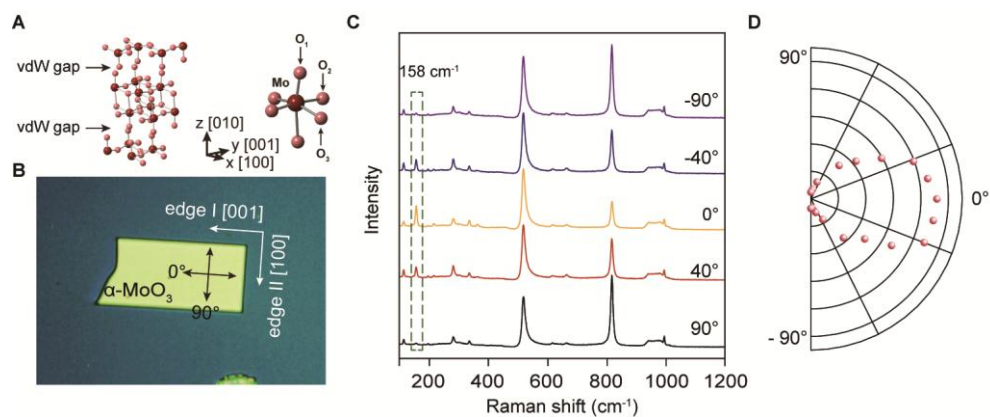 A
vdW gap
vdW gap
Mo
O1
O2
O3
z [010]
y [001]
x [100]
B
edge I [001]
edge II [100]
0°
90°
α-MoO3
C
Intensity
158 cm-1
-90°
-40°
0°
40°
90°
200 400 600 800 1000 1200
Raman shift (cm-1)
D
90°
0°
- 90°